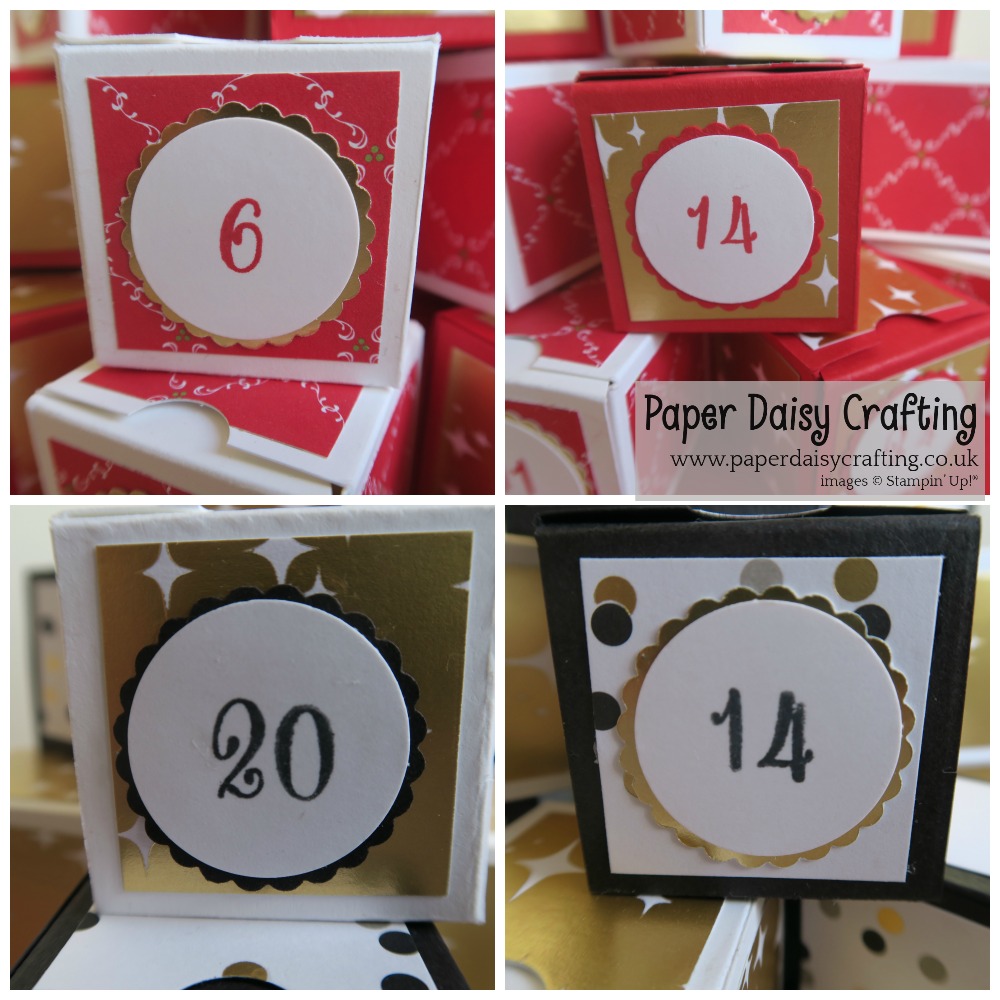 6
14
Paper Daisy Crafting
www.paperdaisycrafting.co.uk
images © Stampin' Up!®
20
14